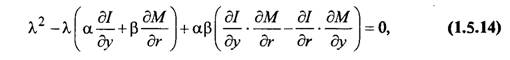 λ² – λ(α ∂I/∂y + β ∂M/∂r) + αβ(∂I/∂y · ∂M/∂r – ∂I/∂r · ∂M/∂y) = 0, (1.5.14)